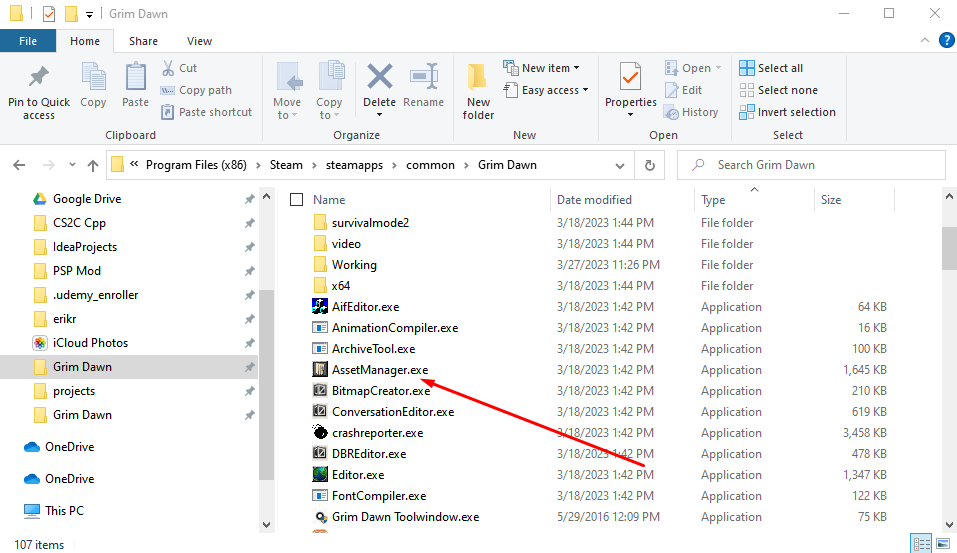 Grim Dawn
File Home Share View
Pin to Quick access
Copy
Paste
Cut
Copy path
Paste shortcut
Clipboard
Move to
Copy to
Delete
Rename
Organize
New folder
New item
Easy access
New
Properties
Open
Edit
History
Open
Select all
Select none
Invert selection
Select
« Program Files (x86) > Steam > steamapps > common > Grim Dawn
Search Grim Dawn
Google Drive
CS2C Cpp
IdeaProjects
PSP Mod
.udemy_enroller
erikr
iCloud Photos
Grim Dawn
projects
Grim Dawn
OneDrive
OneDrive
This PC
Name Date modified Type Size
survivalmode2 3/18/2023 1:44 PM File folder
video 3/18/2023 1:44 PM File folder
Working 3/27/2023 11:26 PM File folder
x64 3/18/2023 1:44 PM File folder
AifEditor.exe 3/18/2023 1:42 PM Application 64 KB
AnimationCompiler.exe 3/18/2023 1:42 PM Application 16 KB
ArchiveTool.exe 3/18/2023 1:42 PM Application 100 KB
AssetManager.exe 3/18/2023 1:42 PM Application 1,645 KB
BitmapCreator.exe 3/18/2023 1:42 PM Application 210 KB
ConversationEditor.exe 3/18/2023 1:42 PM Application 619 KB
crashreporter.exe 3/18/2023 1:42 PM Application 3,458 KB
DBREditor.exe 3/18/2023 1:42 PM Application 478 KB
Editor.exe 3/18/2023 1:42 PM Application 1,347 KB
FontCompiler.exe 3/18/2023 1:42 PM Application 122 KB
Grim Dawn Toolwindow.exe 5/29/2016 12:09 PM Application 75 KB
107 items